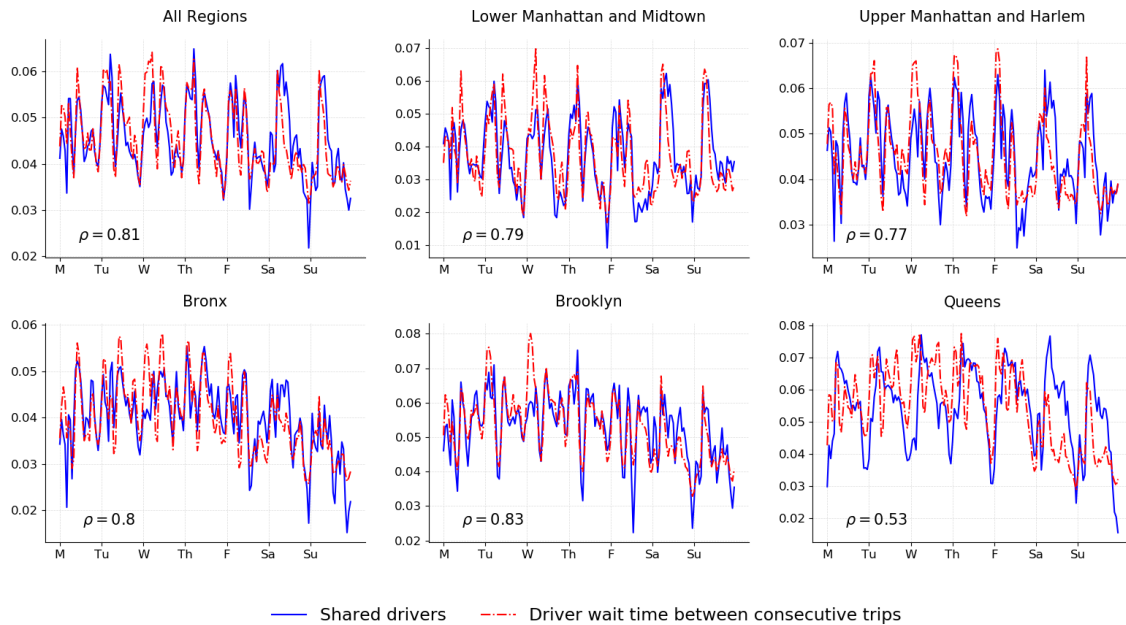 All Regions
0.06
0.05
0.04
0.03
0.02
M Tu W Th F Sa Su
ρ = 0.81
Lower Manhattan and Midtown
0.07
0.06
0.05
0.04
0.03
0.02
0.01
M Tu W Th F Sa Su
ρ = 0.79
Upper Manhattan and Harlem
0.07
0.06
0.05
0.04
0.03
M Tu W Th F Sa Su
ρ = 0.77
Bronx
0.06
0.05
0.04
0.03
0.02
M Tu W Th F Sa Su
ρ = 0.8
Brooklyn
0.08
0.07
0.06
0.05
0.04
0.03
0.02
M Tu W Th F Sa Su
ρ = 0.83
Queens
0.08
0.07
0.06
0.05
0.04
0.03
0.02
M Tu W Th F Sa Su
ρ = 0.53
Shared drivers Driver wait time between consecutive trips